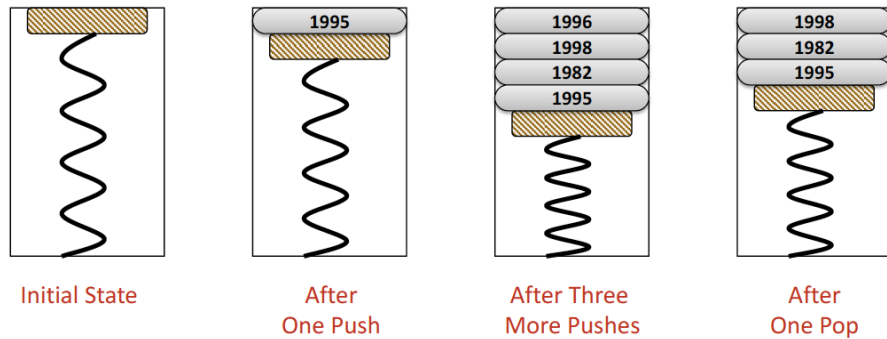 1995
1996
1998
1982
1995
1998
1982
1995
Initial State
After
One Push
After Three
More Pushes
After
One Pop